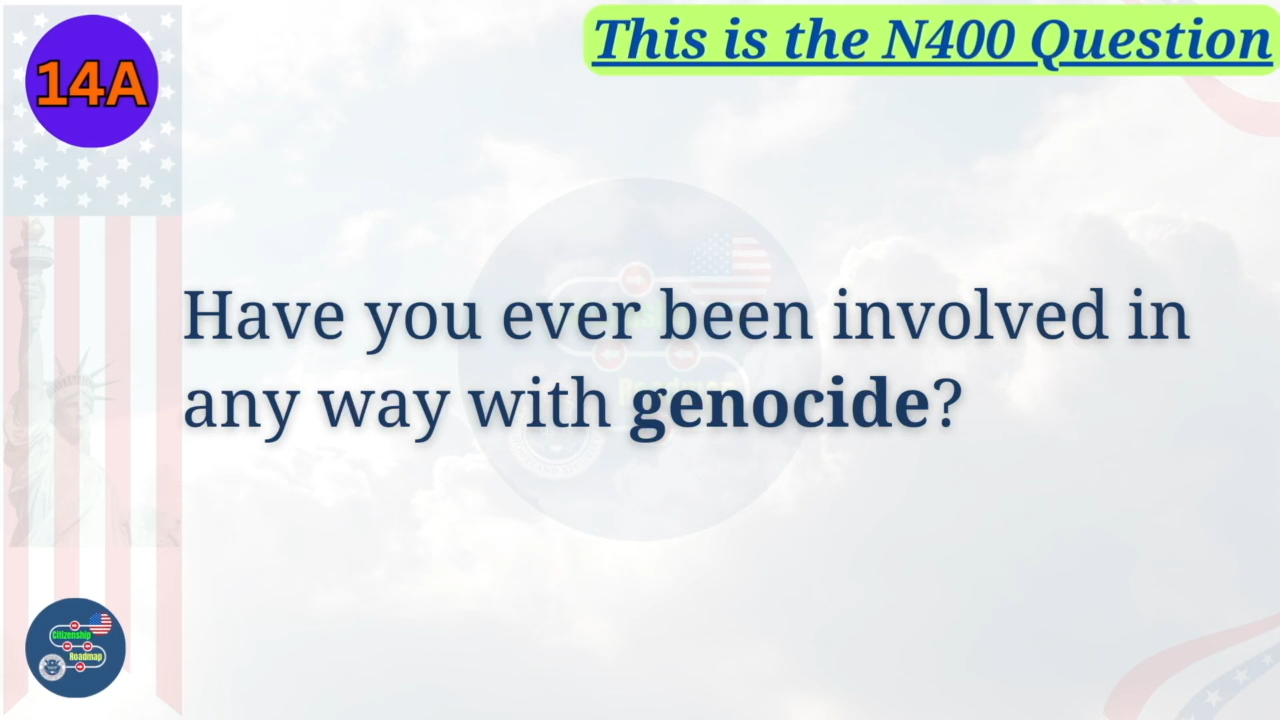 14A
This is the N400 Question
Have you ever been involved in
any way with genocide?
Citizenship
Roadmap